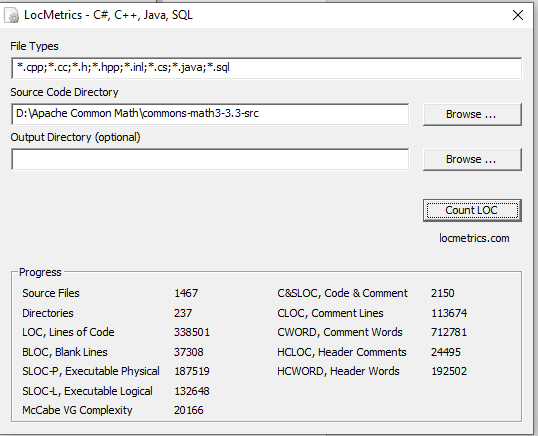 LocMetrics - C#, C++, Java, SQL
File Types
*.cpp;*.cc;*.h;*.hpp;*.inl;*.cs;*.java;*.sql
Source Code Directory
D:\Apache Common Math\commons-math3-3.3-src
Browse ...
Output Directory (optional)
Browse ...
Count LOC
locmetrics.com
Progress
Source Files 1467 C&SLOC, Code & Comment 2150
Directories 237 CLOC, Comment Lines 113674
LOC, Lines of Code 338501 CWORD, Comment Words 712781
BLOC, Blank Lines 37308 HCLOC, Header Comments 24495
SLOC-P, Executable Physical 187519 HCWORD, Header Words 192502
SLOC-L, Executable Logical 132648
McCabe VG Complexity 20166